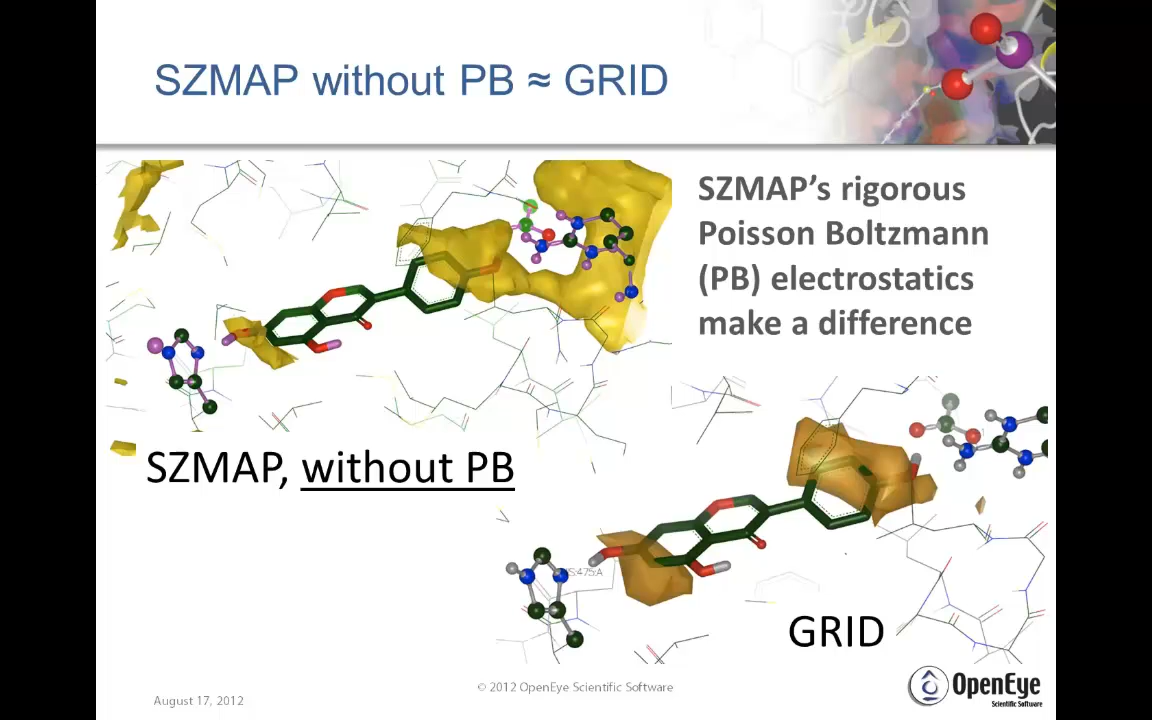 SZMAP without PB ≈ GRID
SZMAP’s rigorous
Poisson Boltzmann
(PB) electrostatics
make a difference
SZMAP, without PB
GRID
August 17, 2012
© 2012 OpenEye Scientific Software
OpenEye
Scientific Software